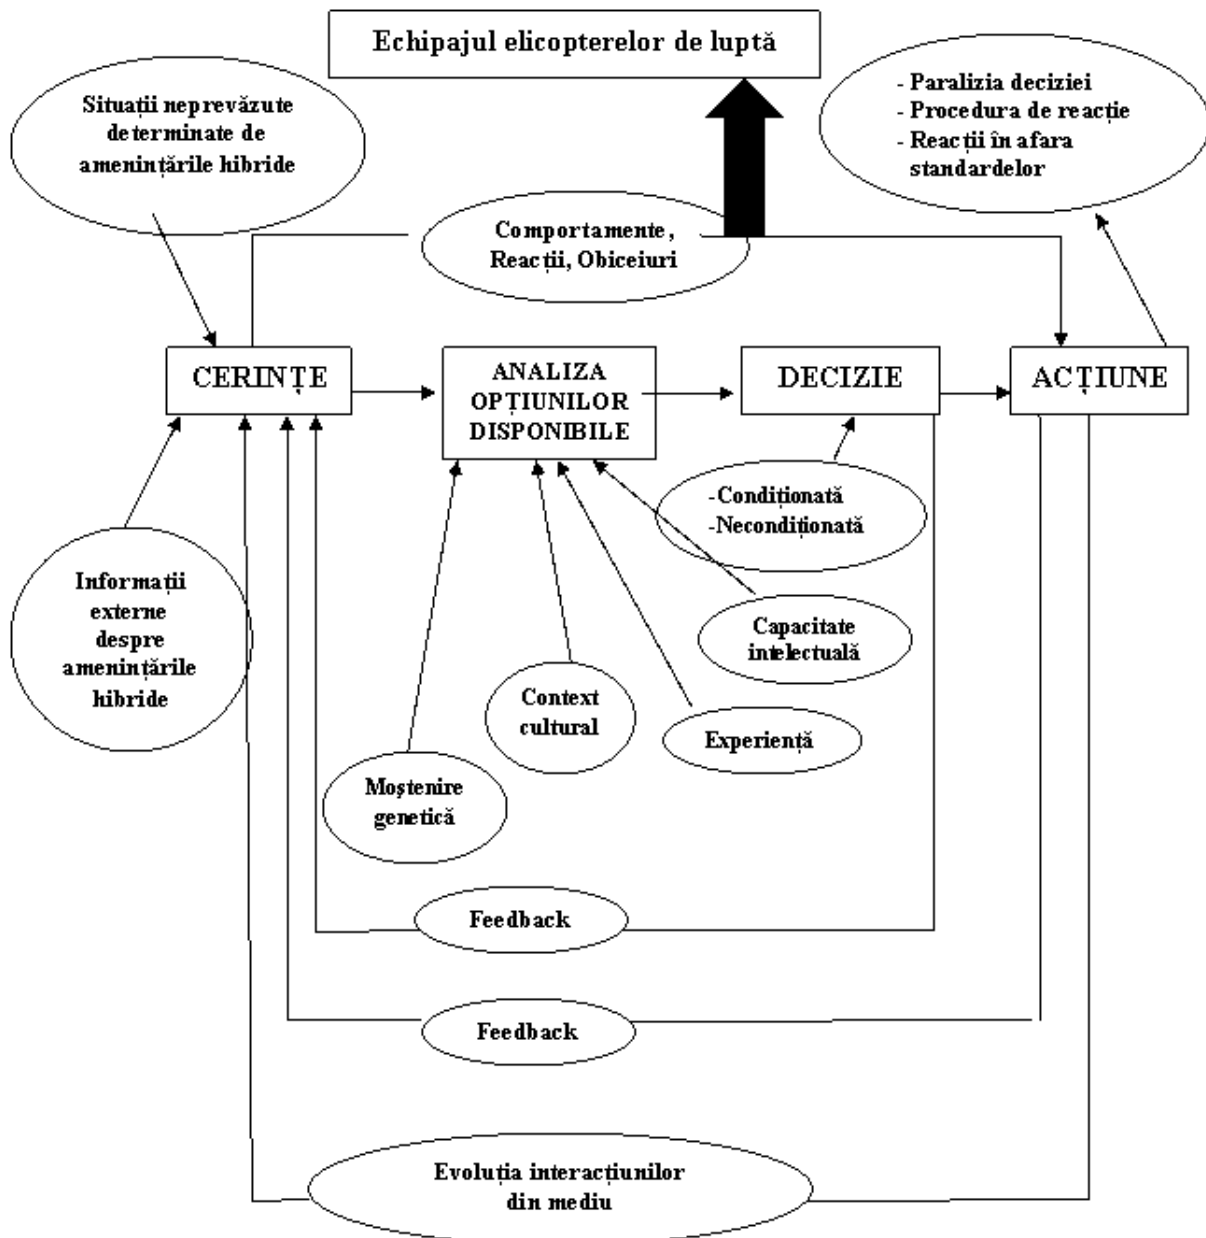 Echipajul elicopterelor de luptă
Situații neprevăzute
determinate de
amenințările hibride
- Paralizia deciziei
- Procedura de reacție
- Reacții în afara
standardelor
Comportamente,
Reacții, Obiceiuri
CERINȚE
ANALIZA
OPȚIUNILOR
DISPONIBILE
DECIZIE
ACȚIUNE
-Condiționată
-Necondiționată
Informații
externe
despre
amenințările
hibride
Capacitate
intelectuală
Context
cultural
Experiență
Moștenire
genetică
Feedback
Feedback
Evoluția interacțiunilor
din mediu